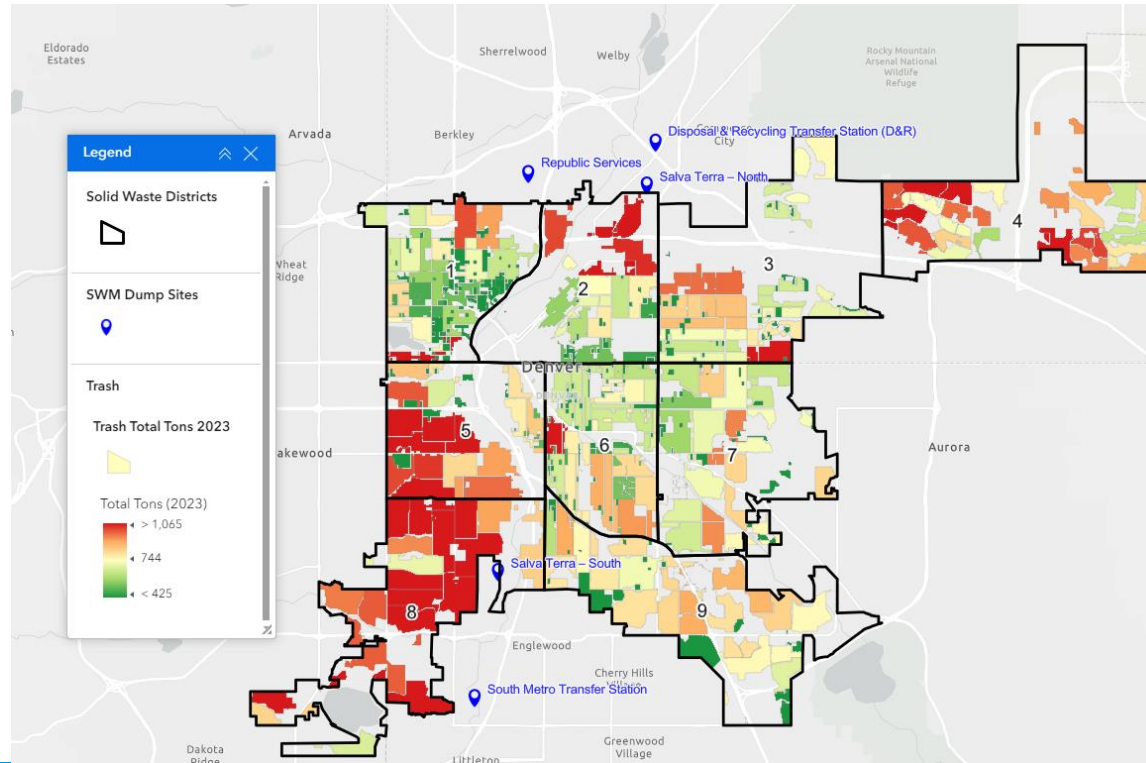 Eldorado
Estates
Sherrelwood
Welby
Rocky Mountain
Arsenal National
Wildlife
Refuge
Arvada
Berkley
Disposal & Recycling Transfer Station (D&R)
City
Republic Services
Salva Terra – North
Legend
Solid Waste Districts
SWM Dump Sites
Trash
Trash Total Tons 2023
Total Tons (2023)
> 1,065
744
< 425
Wheat
Ridge
1
2
3
4
Denver
5
6
7
Aurora
Salva Terra – South
8
9
Englewood
Cherry Hills
Village
South Metro Transfer Station
Greenwood
Village
Dakota
Ridge
Littleton